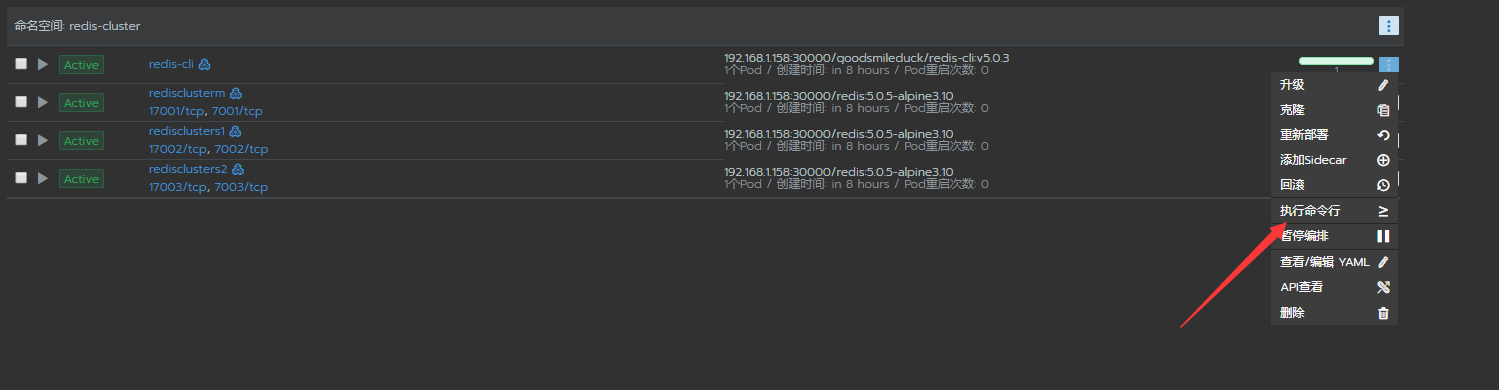 命名空间: redis-cluster
Active
redis-cli
192.168.1.158:30000/goodsmileduck/redis-cli:v5.0.3
1个Pod / 创建时间: in 8 hours / Pod重启次数: 0
1
Active
redisclusterm
17001/tcp, 7001/tcp
192.168.1.158:30000/redis:5.0.5-alpine3.10
1个Pod / 创建时间: in 8 hours / Pod重启次数: 0
Active
redisclusters1
17002/tcp, 7002/tcp
192.168.1.158:30000/redis:5.0.5-alpine3.10
1个Pod / 创建时间: in 8 hours / Pod重启次数: 0
Active
redisclusters2
17003/tcp, 7003/tcp
192.168.1.158:30000/redis:5.0.5-alpine3.10
1个Pod / 创建时间: in 8 hours / Pod重启次数: 0
升级
克隆
重新部署
添加Sidecar
回滚
执行命令行
暂停编排
查看/编辑 YAML
API查看
删除